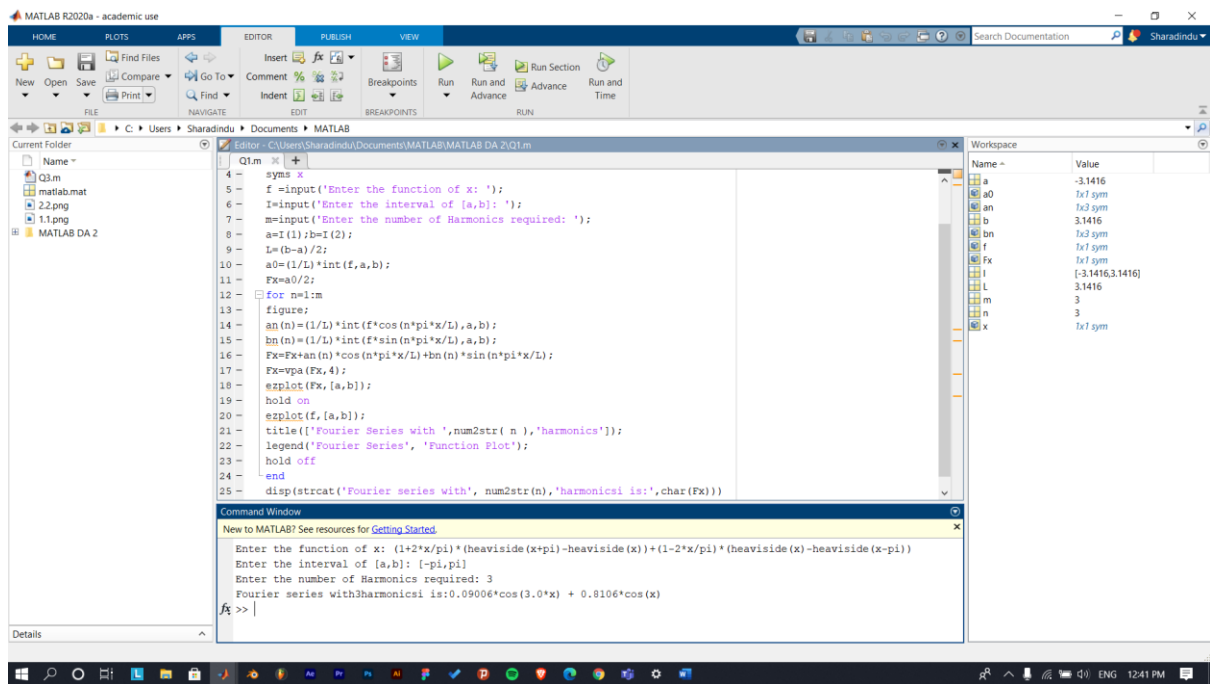 MATLAB R2020a - academic use
HOME PLOTS APPS EDITOR PUBLISH VIEW Search Documentation Sharadindu
New Open Save Find Files Compare Print Go To Find Insert fx Comment % Indent Breakpoints Run Run and Advance Run Section Advance Run and Time
FILE NAVIGATE EDIT BREAKPOINTS RUN
C: Users Sharadindu Documents MATLAB
Current Folder
Name
Q3.m
matlab.mat
2.2.png
1.1.png
MATLAB DA 2
Details
Editor - C:\Users\Sharadindu\Documents\MATLAB\MATLAB DA 2\Q1.m
Q1.m +
4 - syms x
5 - f =input('Enter the function of x: ');
6 - I=input('Enter the interval of [a,b]: ');
7 - m=input('Enter the number of Harmonics required: ');
8 - a=I(1);b=I(2);
9 - L=(b-a)/2;
10 - a0=(1/L)*int(f,a,b);
11 - Fx=a0/2;
12 - for n=1:m
13 - figure;
14 - an(n)=(1/L)*int(f*cos(n*pi*x/L),a,b);
15 - bn(n)=(1/L)*int(f*sin(n*pi*x/L),a,b);
16 - Fx=Fx+an(n)*cos(n*pi*x/L)+bn(n)*sin(n*pi*x/L);
17 - Fx=vpa(Fx,4);
18 - ezplot(Fx,[a,b]);
19 - hold on
20 - ezplot(f,[a,b]);
21 - title(['Fourier Series with ',num2str( n ),'harmonics']);
22 - legend('Fourier Series', 'Function Plot');
23 - hold off
24 - end
25 - disp(strcat('Fourier series with', num2str(n),'harmonicsi is:',char(Fx)))
Command Window
New to MATLAB? See resources for Getting Started.
Enter the function of x: (1+2*x/pi)*(heaviside(x+pi)-heaviside(x))+(1-2*x/pi)*(heaviside(x)-heaviside(x-pi))
Enter the interval of [a,b]: [-pi,pi]
Enter the number of Harmonics required: 3
Fourier series with3harmonicsi is:0.09006*cos(3.0*x) + 0.8106*cos(x)
fx >>
Workspace
Name Value
a -3.1416
a0 1x1 sym
an 1x3 sym
b 3.1416
bn 1x3 sym
f 1x1 sym
Fx 1x1 sym
I [-3.1416,3.1416]
L 3.1416
m 3
n 3
x 1x1 sym
L Ae Pr Ps Ai ENG 12:41 PM